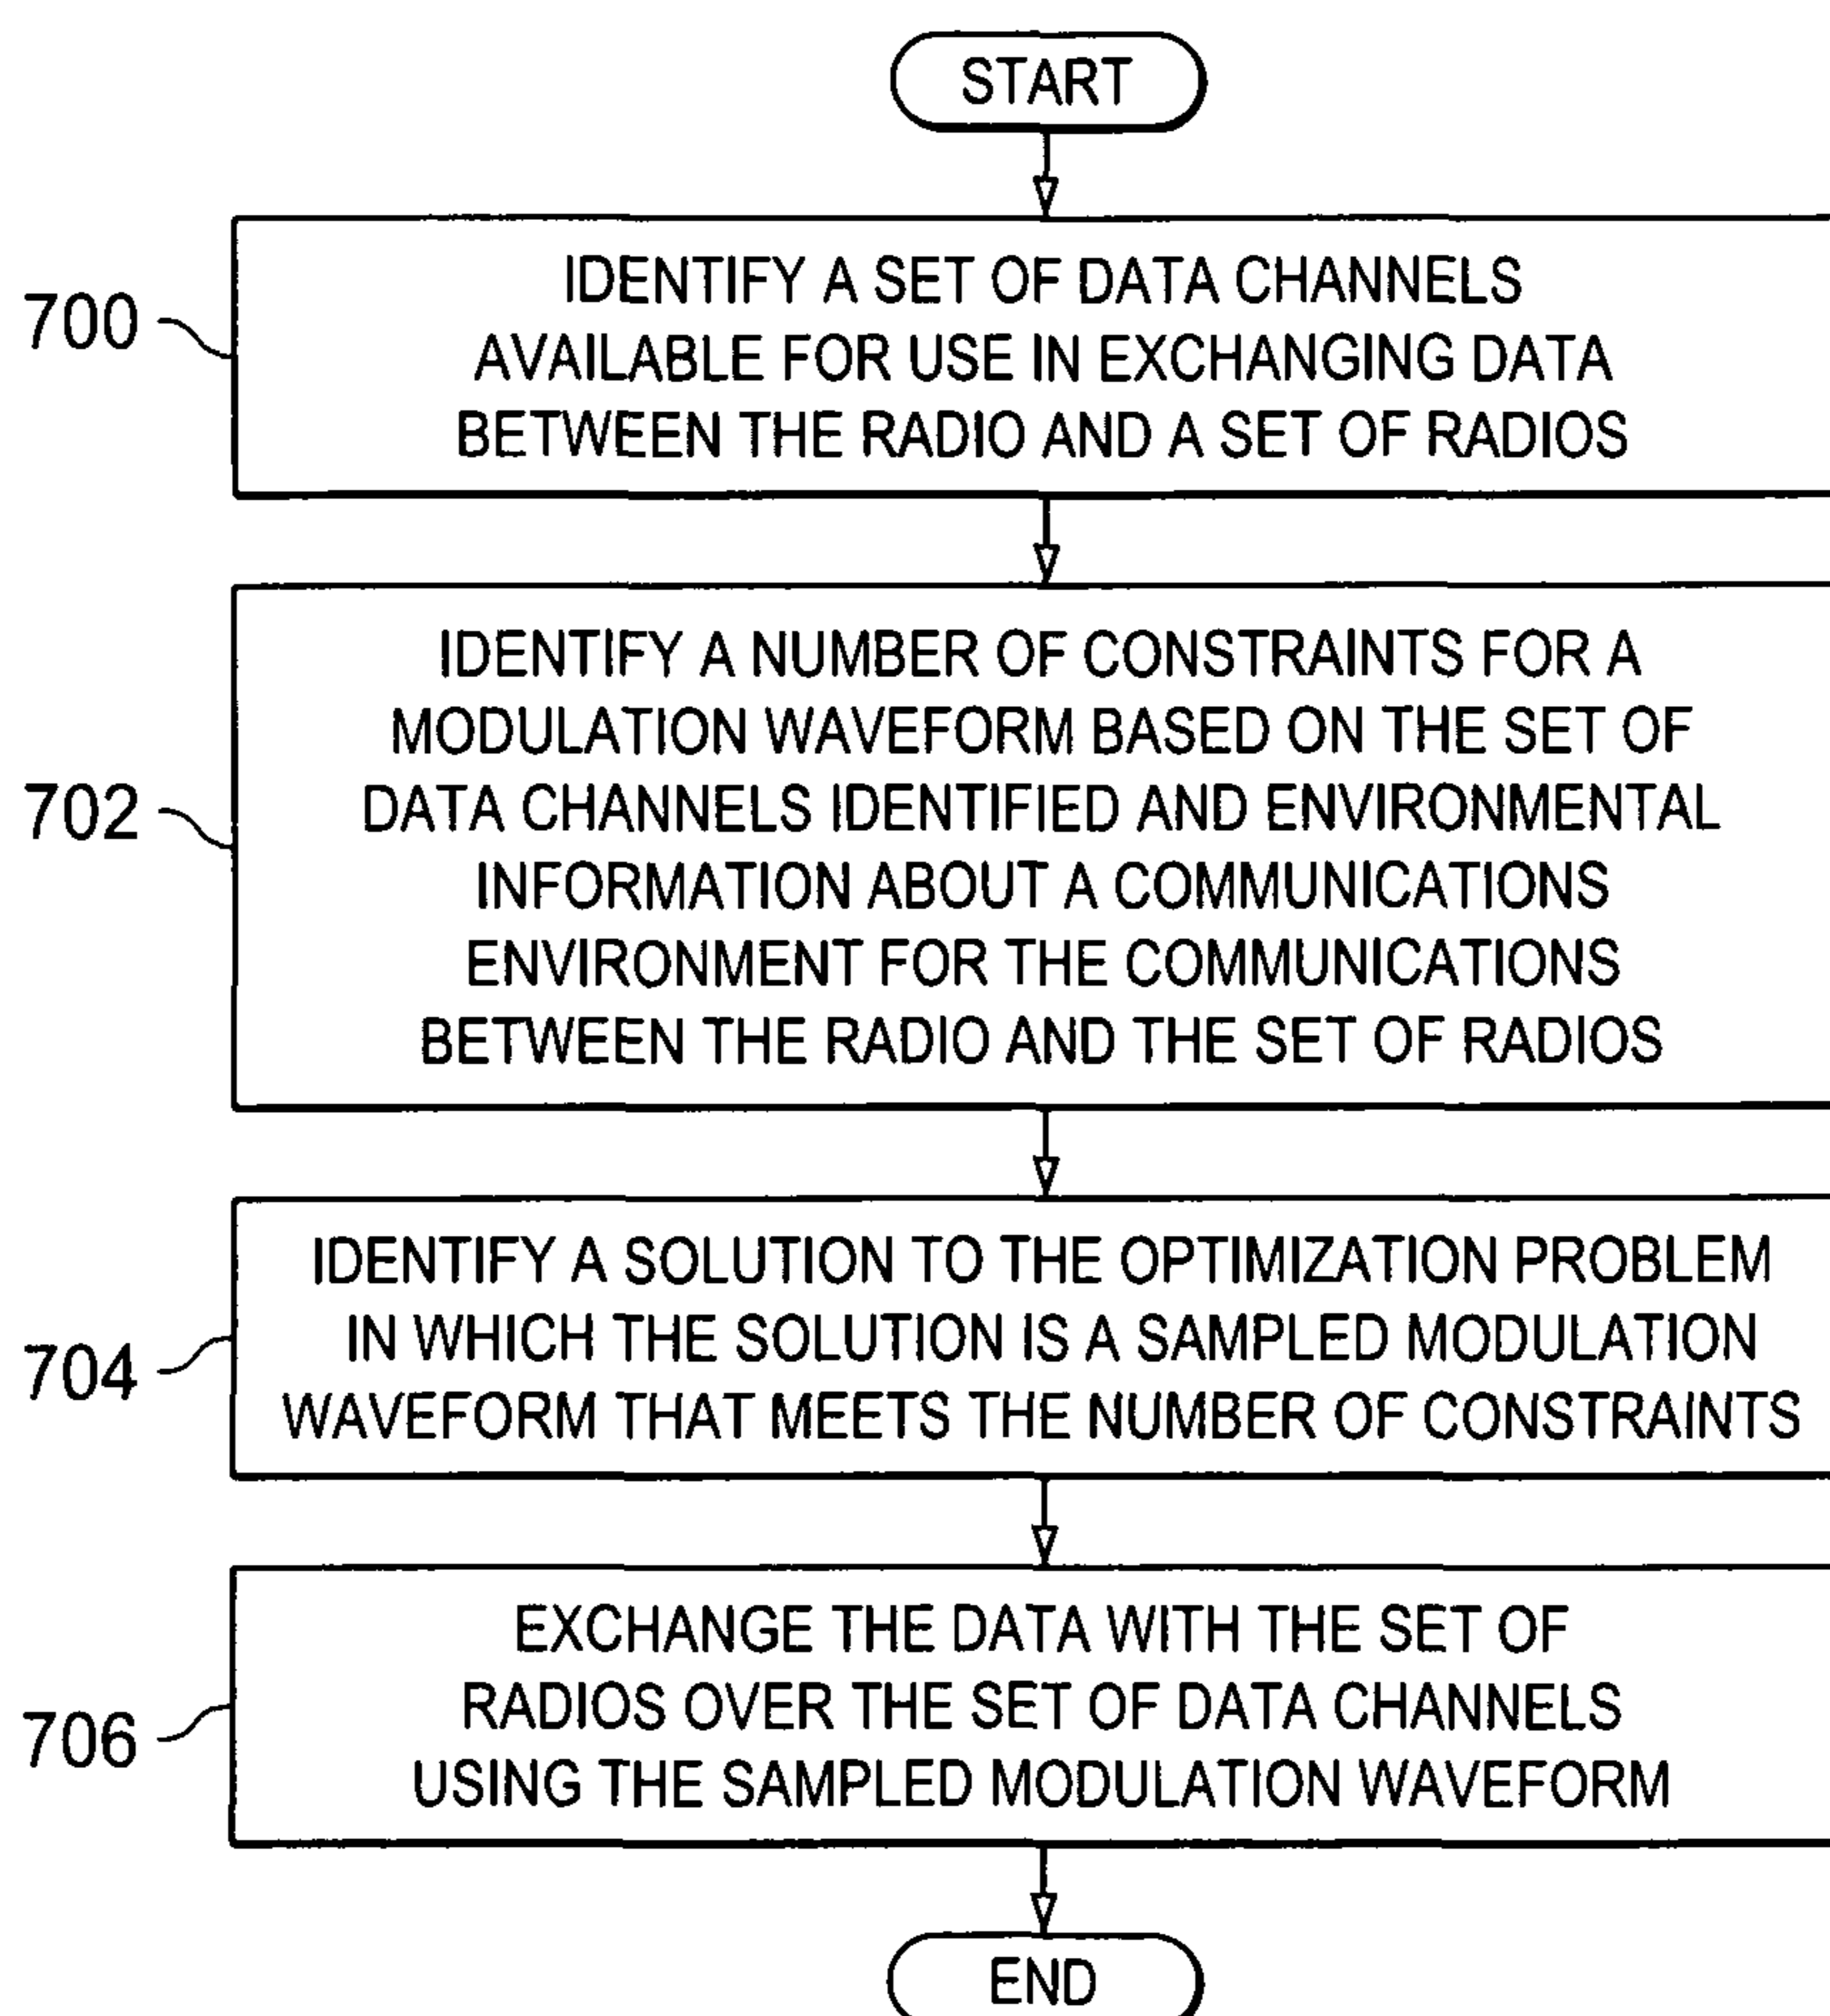 START
700
IDENTIFY A SET OF DATA CHANNELS
AVAILABLE FOR USE IN EXCHANGING DATA
BETWEEN THE RADIO AND A SET OF RADIOS
702
IDENTIFY A NUMBER OF CONSTRAINTS FOR A
MODULATION WAVEFORM BASED ON THE SET OF
DATA CHANNELS IDENTIFIED AND ENVIRONMENTAL
INFORMATION ABOUT A COMMUNICATIONS
ENVIRONMENT FOR THE COMMUNICATIONS
BETWEEN THE RADIO AND THE SET OF RADIOS
704
IDENTIFY A SOLUTION TO THE OPTIMIZATION PROBLEM
IN WHICH THE SOLUTION IS A SAMPLED MODULATION
WAVEFORM THAT MEETS THE NUMBER OF CONSTRAINTS
706
EXCHANGE THE DATA WITH THE SET OF
RADIOS OVER THE SET OF DATA CHANNELS
USING THE SAMPLED MODULATION WAVEFORM
END